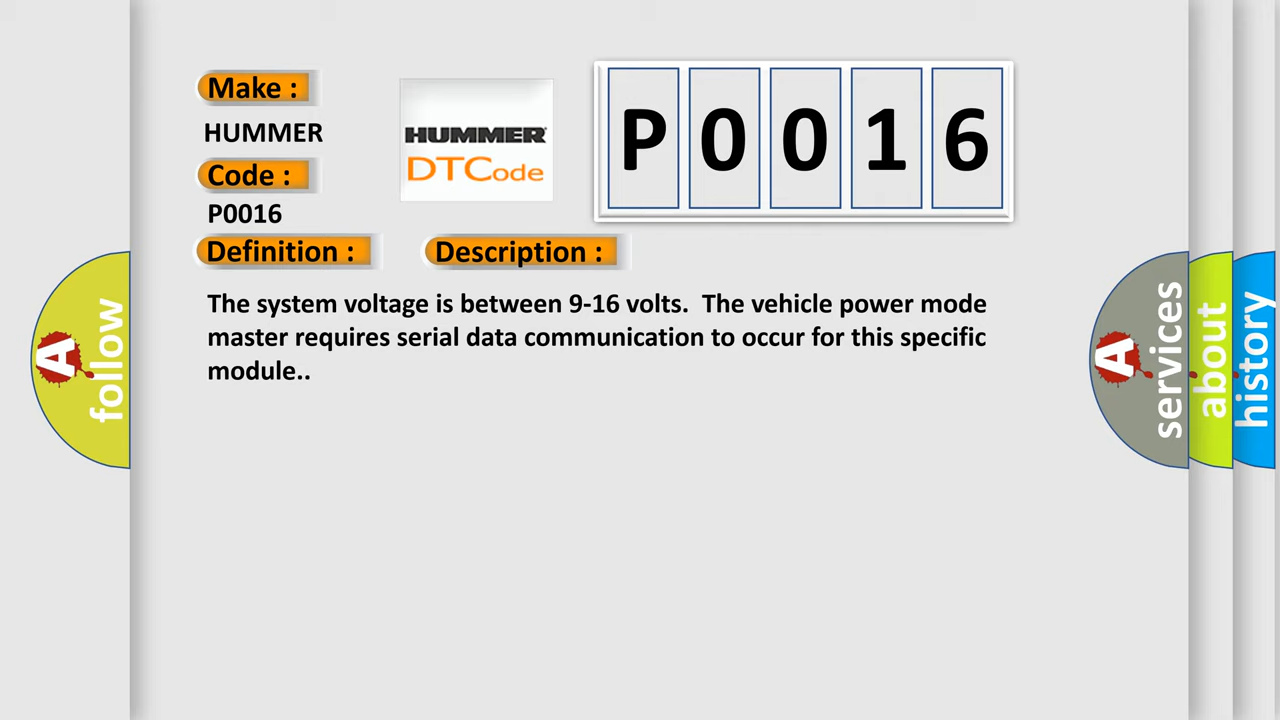 Make :
HUMMER
Code :
P0016
Definition :
Description :
HUMMER
DTCode
P0016
The system voltage is between 9-16 volts  The vehicle power mode
master requires serial data communication to occur for this specific
module..
A follow
A services
about
history